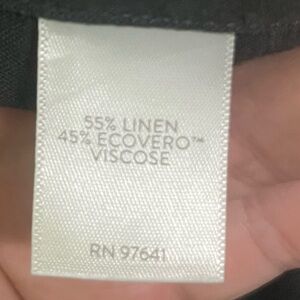 55% LINEN
45% ECOVERO™
VISCOSE
RN 97641